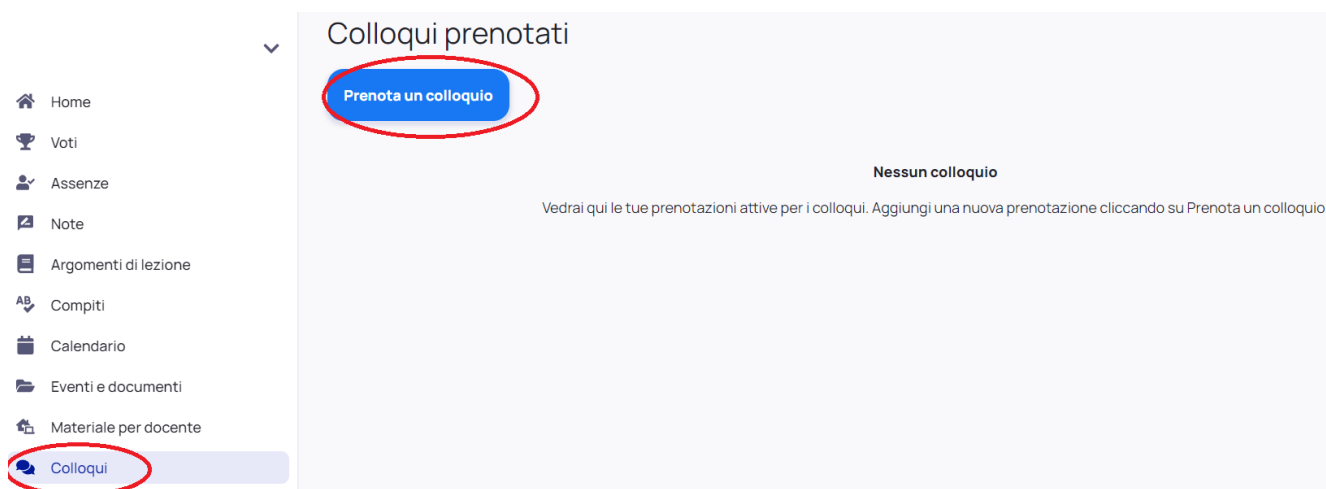 Colloqui prenotati
Prenota un colloquio
Home
Voti
Assenze
Note
Argomenti di lezione
AB
Compiti
Calendario
Eventi e documenti
Materiale per docente
Colloqui
Nessun colloquio
Vedrai qui le tue prenotazioni attive per i colloqui. Aggiungi una nuova prenotazione cliccando su Prenota un colloquio